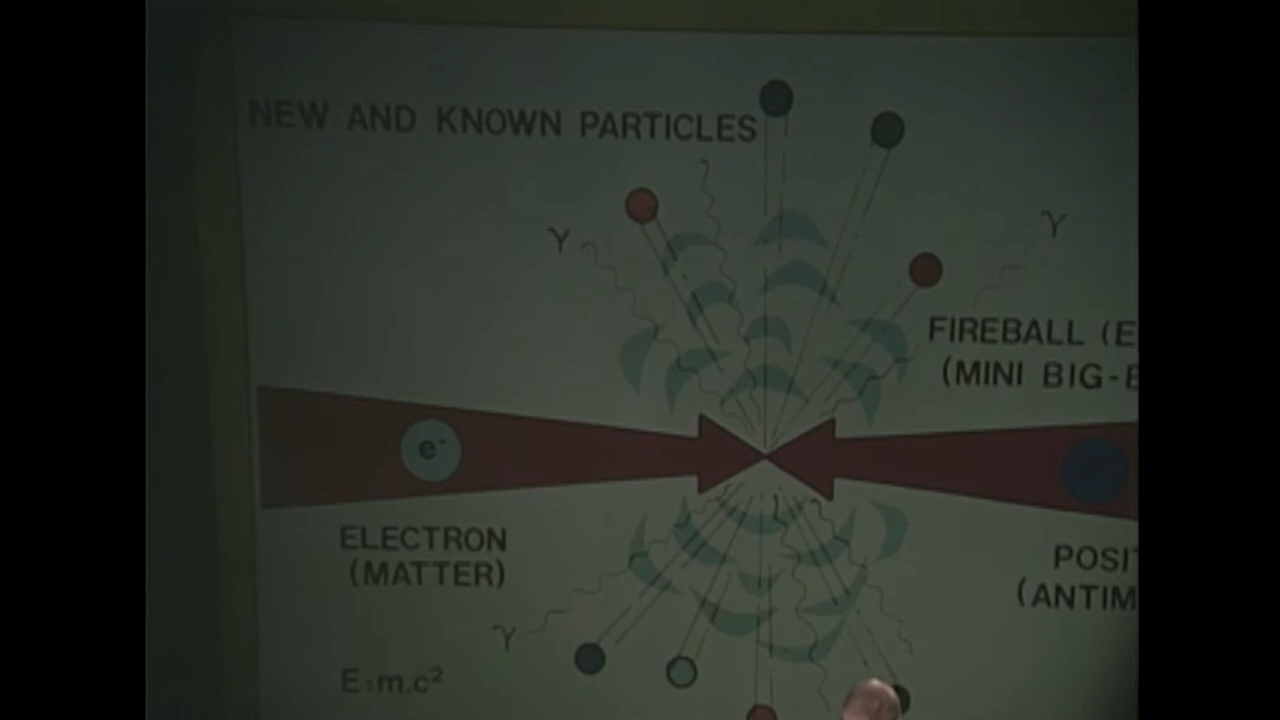 NEW AND KNOWN PARTICLES
γ
γ
FIREBALL (E
(MINI BIG-
e-
ELECTRON
(MATTER)
POSIT
(ANTIM
γ
E=m.c²